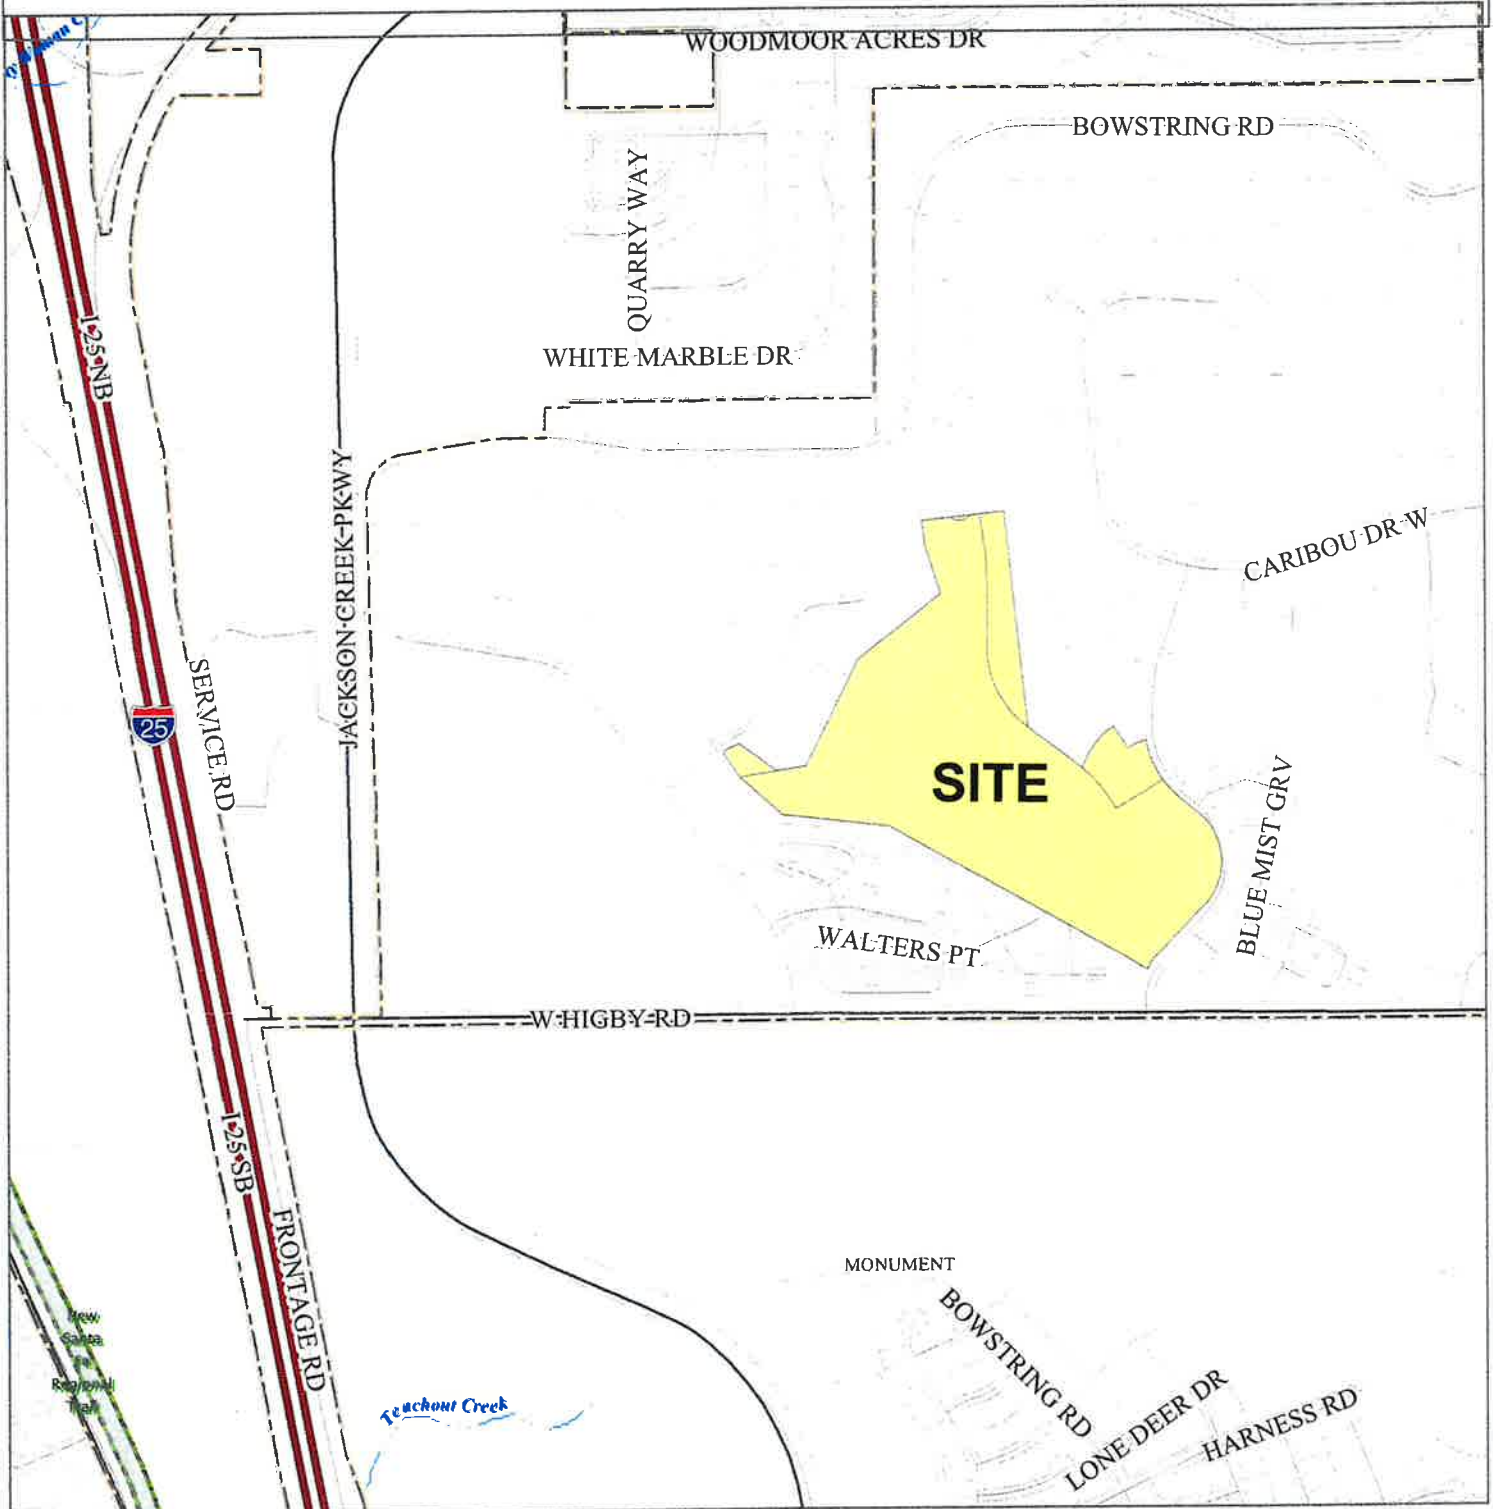 WOODMOOR ACRES DR
BOWSTRING RD
QUARRY WAY
WHITE MARBLE DR
I-25 NB
JACKSON CREEK PKWY
CARIBOU DR W
SERVICE RD
25
SITE
BLUE MIST GRV
WALTERS PT
W HIGBY RD
I-25 SB
FRONTAGE RD
MONUMENT
BOWSTRING RD
New
Santa
Fe
Regional
Trail
Teachout Creek
LONE DEER DR
HARNESS RD